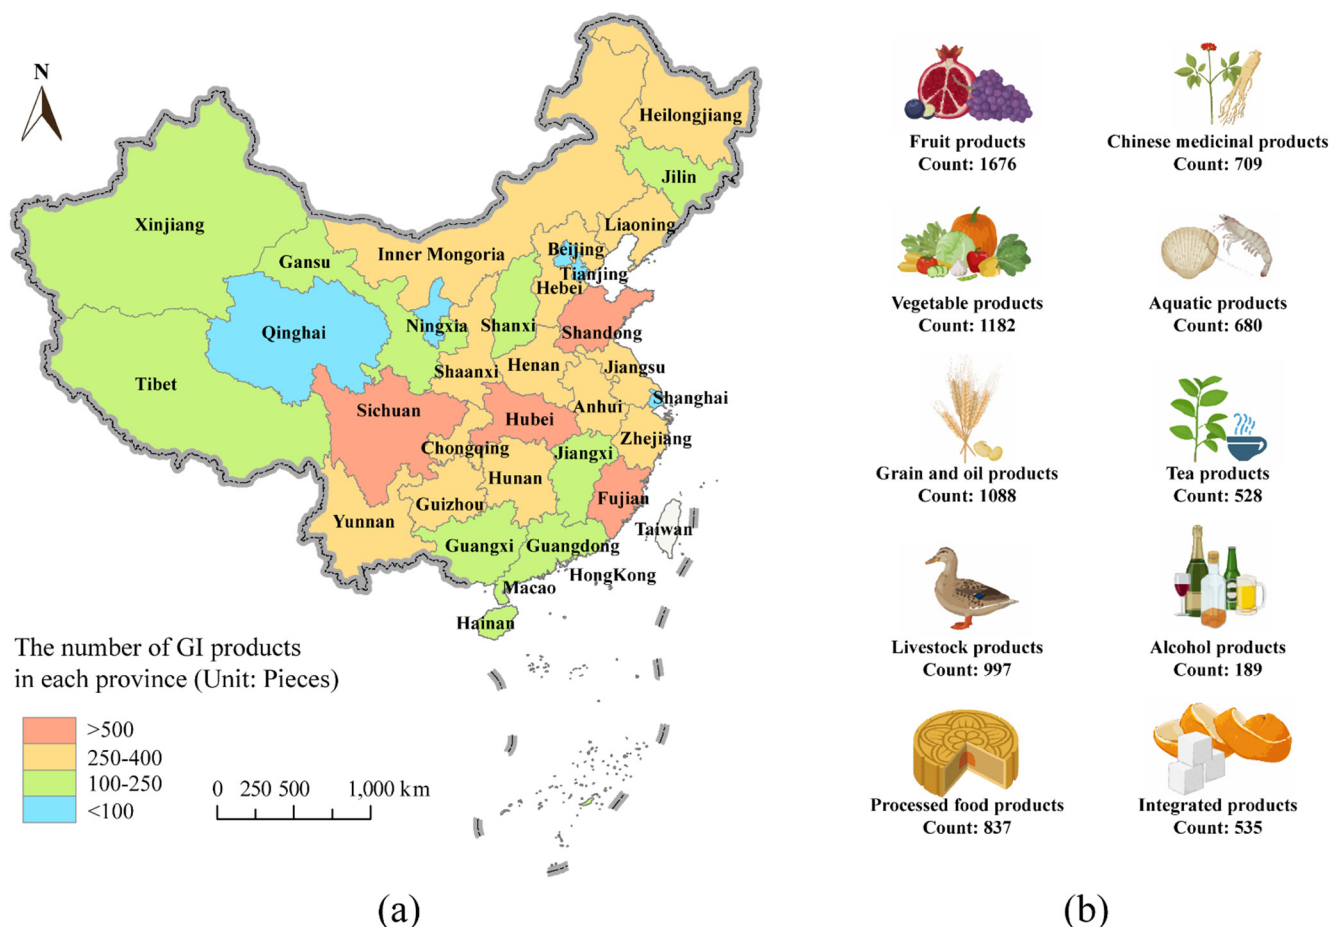 N
Heilongjiang
Jilin
Liaoning
Xinjiang
Gansu
Inner Mongoria
Beijing
Tianjing
Hebei
Qinghai
Ningxia
Shanxi
Shandong
Tibet
Shaanxi
Henan
Jiangsu
Sichuan
Hubei
Anhui
Shanghai
Chongqing
Zhejiang
Jiangxi
Hunan
Guizhou
Fujian
Yunnan
Taiwan
Guangxi
Guangdong
HongKong
Macao
Hainan
The number of GI products
in each province (Unit: Pieces)
>500
250-400
100-250
<100
0 250 500 1,000 km
(a)
Fruit products
Count: 1676
Chinese medicinal products
Count: 709
Vegetable products
Count: 1182
Aquatic products
Count: 680
Grain and oil products
Count: 1088
Tea products
Count: 528
Livestock products
Count: 997
Alcohol products
Count: 189
Processed food products
Count: 837
Integrated products
Count: 535
(b)